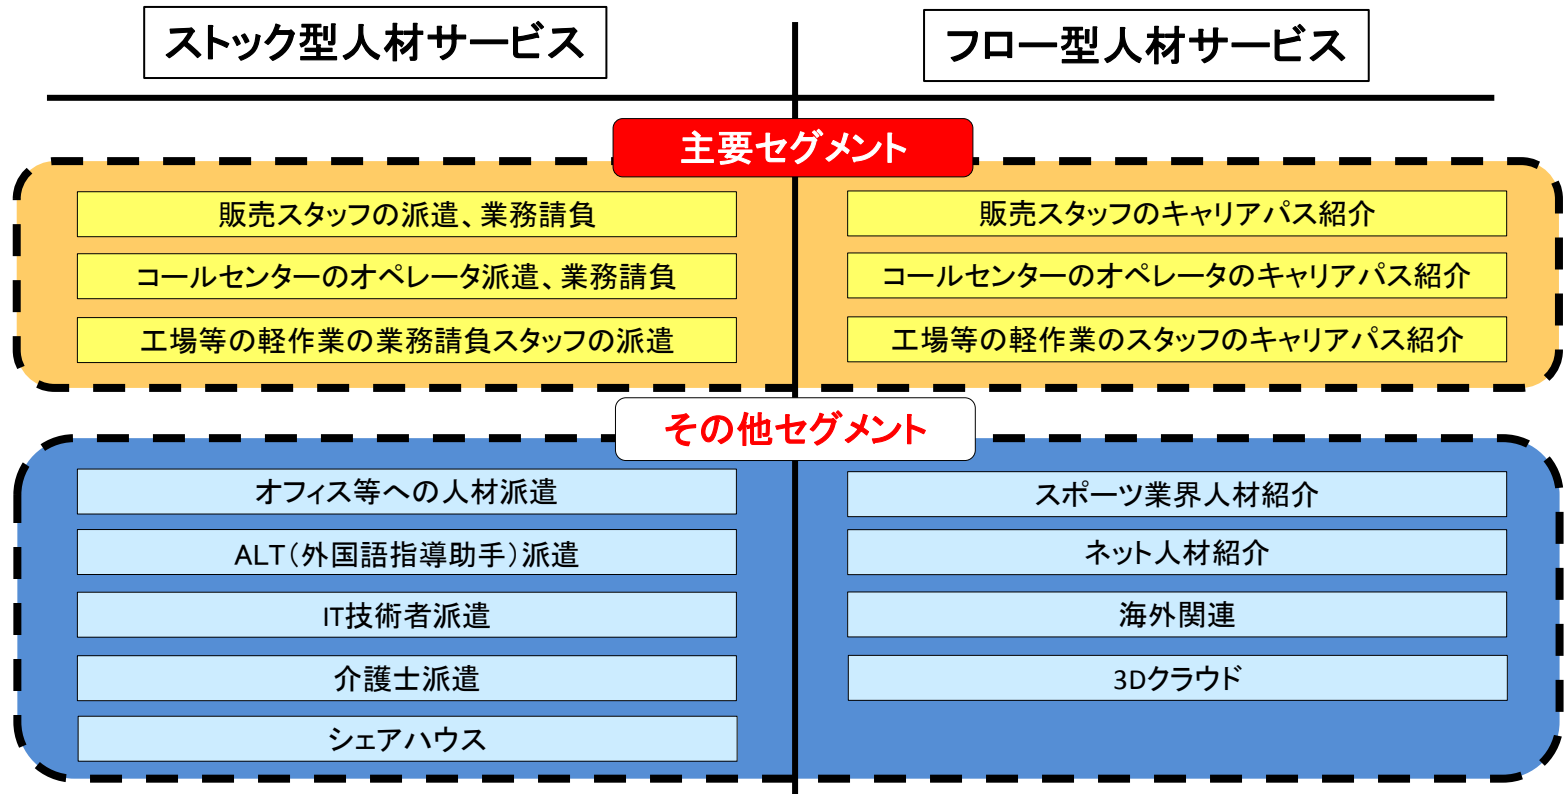 ストック型人材サービス
フロー型人材サービス
主要セグメント
販売スタッフの派遣、業務請負
販売スタッフのキャリアパス紹介
コールセンターのオペレータ派遣、業務請負
コールセンターのオペレータのキャリアパス紹介
工場等の軽作業の業務請負スタッフの派遣
工場等の軽作業のスタッフのキャリアパス紹介
その他セグメント
オフィス等への人材派遣
スポーツ業界人材紹介
ALT（外国語指導助手）派遣
ネット人材紹介
IT技術者派遣
海外関連
介護士派遣
3Dクラウド
シェアハウス